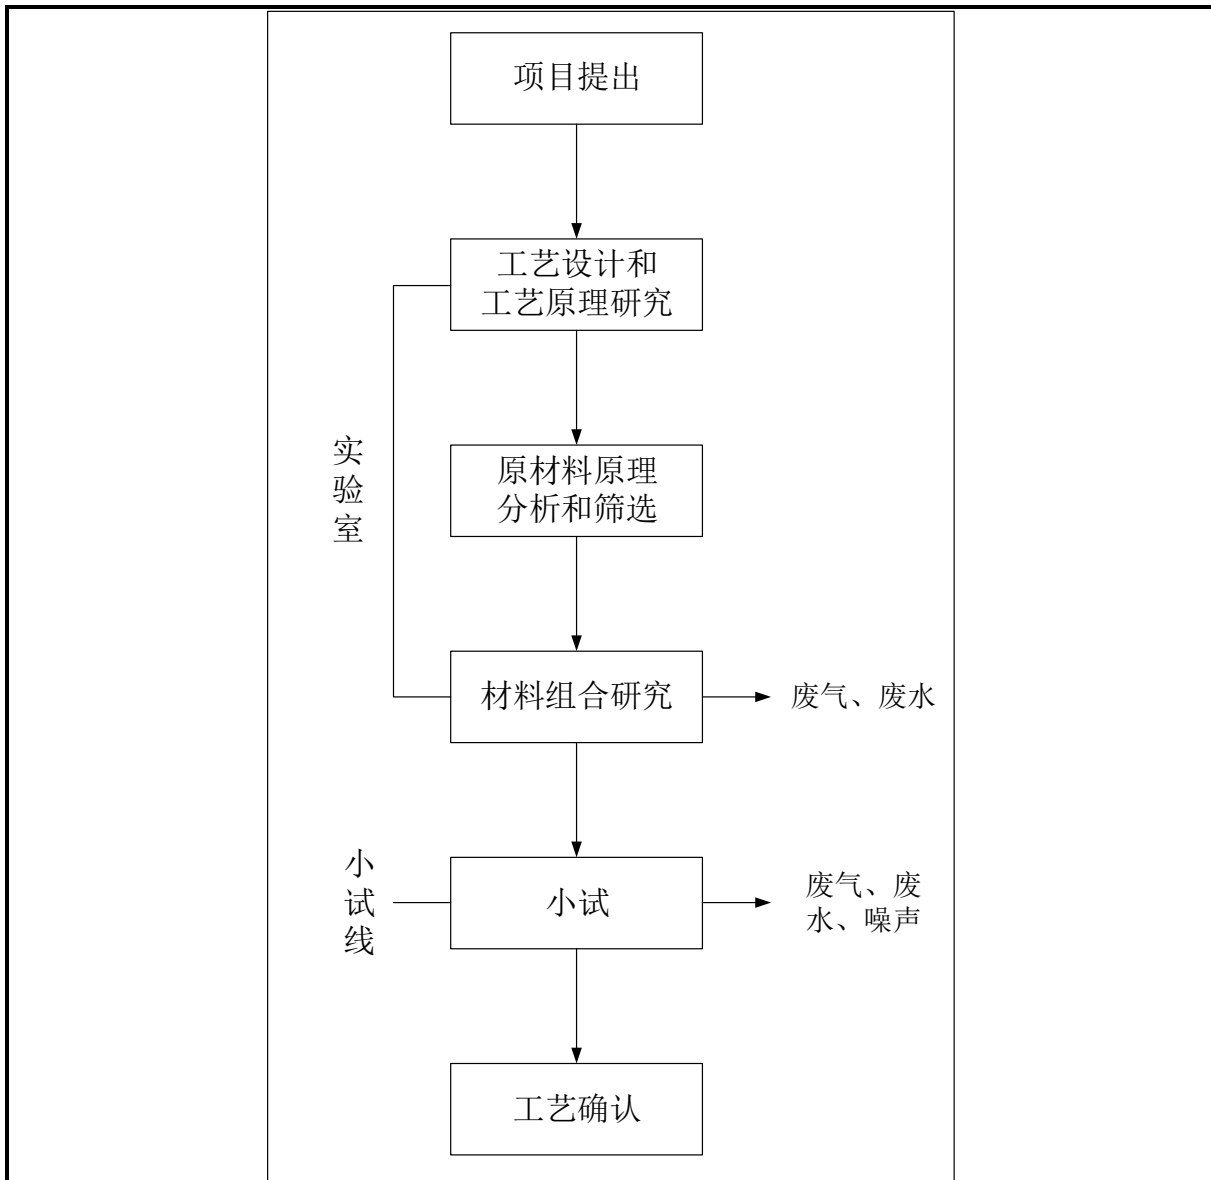 项目提出
工艺设计和
工艺原理研究
实验室
原材料原理
分析和筛选
材料组合研究
废气、废水
小试线
小试
废气、废
水、噪声
工艺确认